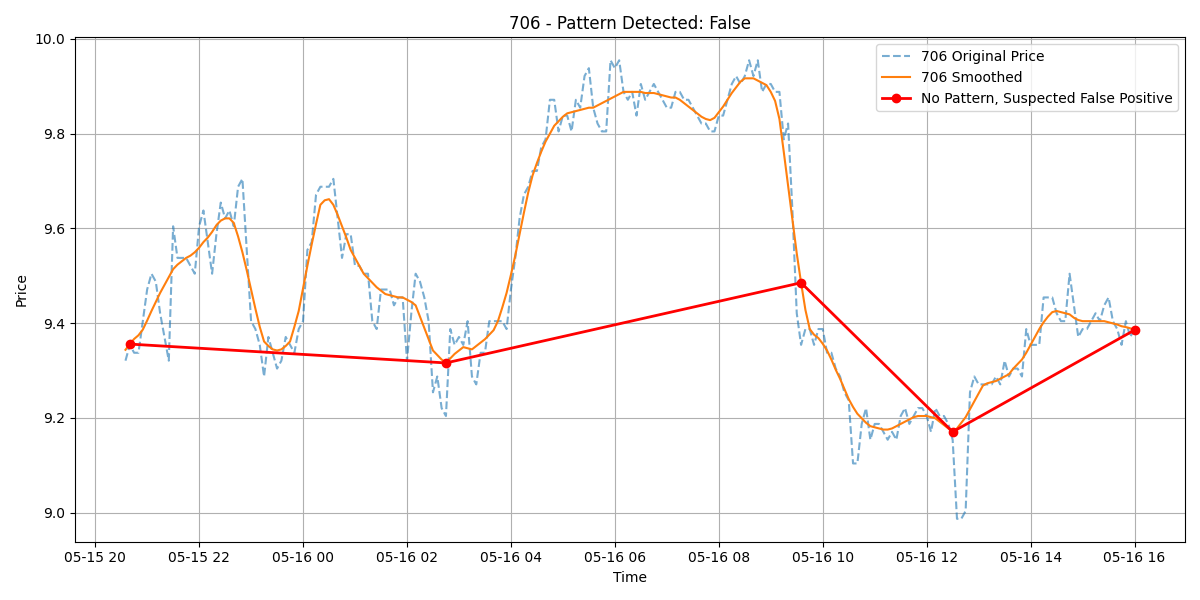 706 - Pattern Detected: False
706 Original Price
706 Smoothed
No Pattern, Suspected False Positive
Price
10.0
9.8
9.6
9.4
9.2
9.0
05-15 20 05-15 22 05-16 00 05-16 02 05-16 04 05-16 06 05-16 08 05-16 10 05-16 12 05-16 14 05-16 16
Time